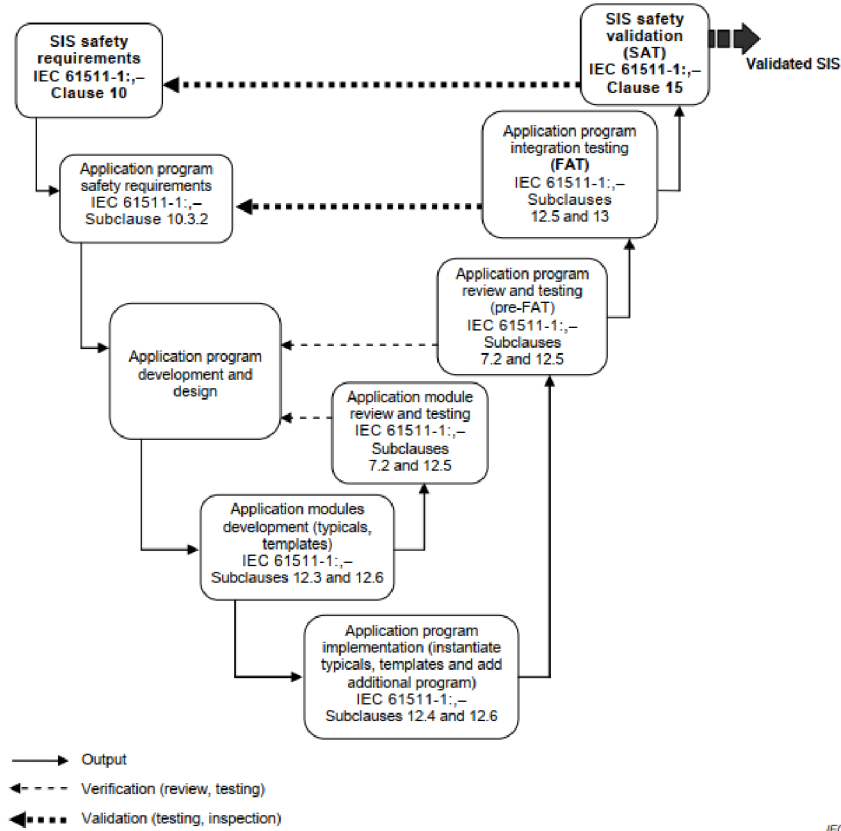 SIS safety
requirements
IEC 61511-1:,–
Clause 10
SIS safety
validation
(SAT)
IEC 61511-1:,–
Clause 15
Validated SIS
Application program
safety requirements
IEC 61511-1:,–
Subclause 10.3.2
Application program
integration testing
(FAT)
IEC 61511-1:,–
Subclauses
12.5 and 13
Application program
review and testing
(pre-FAT)
IEC 61511-1:,–
Subclauses
7.2 and 12.5
Application program
development and
design
Application module
review and testing
IEC 61511-1:,–
Subclauses
7.2 and 12.5
Application modules
development (typicals,
templates)
IEC 61511-1:,–
Subclauses 12.3 and 12.6
Application program
implementation (instantiate
typicals, templates and add
additional program)
IEC 61511-1:,–
Subclauses 12.4 and 12.6
Output
Verification (review, testing)
Validation (testing, inspection)